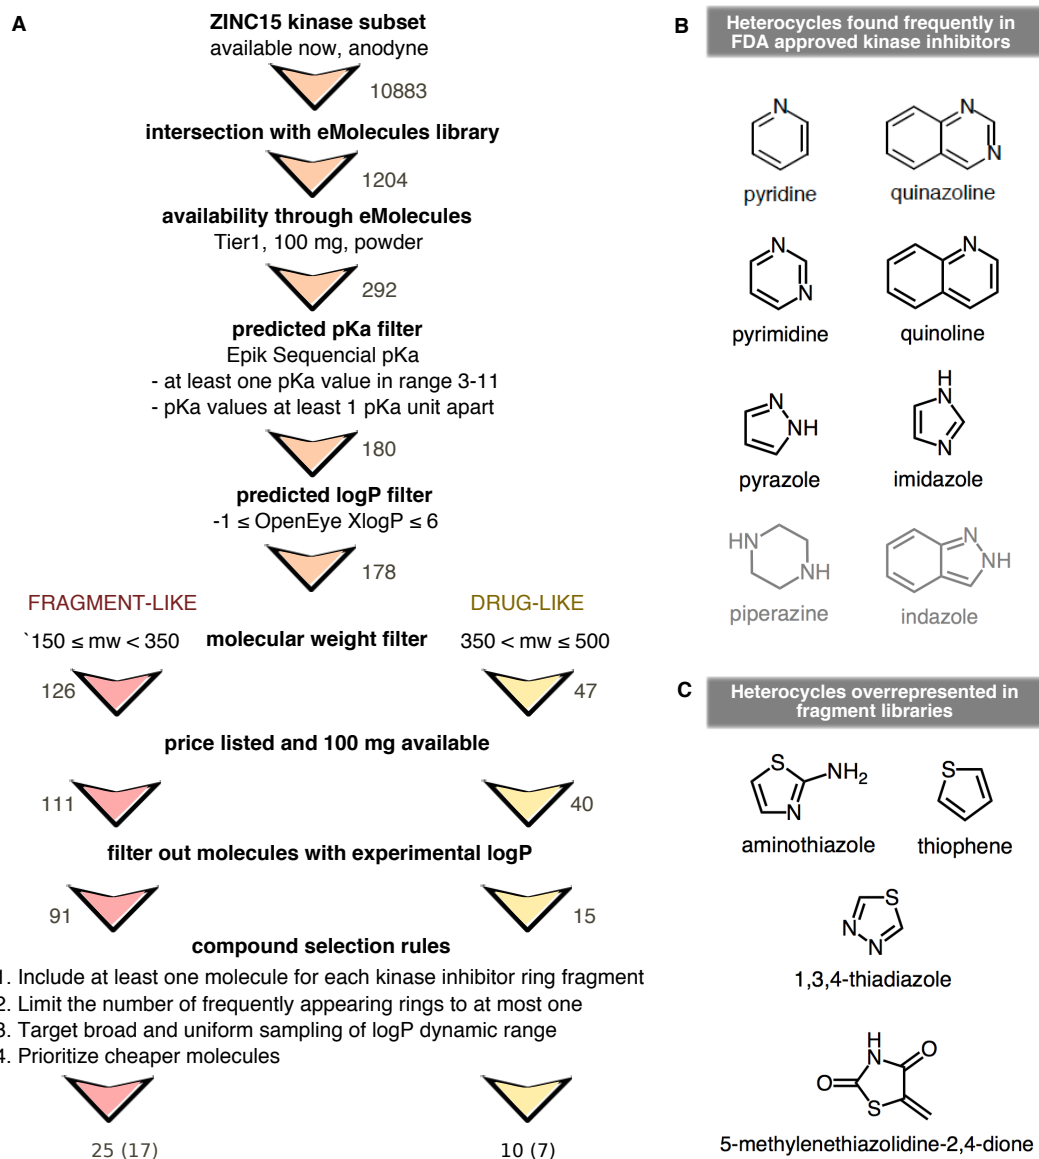 A
ZINC15 kinase subset
available now, anodyne
10883
intersection with eMolecules library
1204
availability through eMolecules
Tier1, 100 mg, powder
292
predicted pKa filter
Epik Sequencial pKa
- at least one pKa value in range 3-11
- pKa values at least 1 pKa unit apart
180
predicted logP filter
-1 ≤ OpenEye XlogP ≤ 6
178
FRAGMENT-LIKE
DRUG-LIKE
`150 ≤ mw < 350
molecular weight filter
350 < mw ≤ 500
126
47
price listed and 100 mg available
111
40
filter out molecules with experimental logP
91
15
compound selection rules
1. Include at least one molecule for each kinase inhibitor ring fragment
2. Limit the number of frequently appearing rings to at most one
3. Target broad and uniform sampling of logP dynamic range
4. Prioritize cheaper molecules
25 (17)
10 (7)
B
Heterocycles found frequently in
FDA approved kinase inhibitors
N
N
N
pyridine
quinazoline
N
N
N
pyrimidine
quinoline
N
NH
H
N
N
pyrazole
imidazole
HN
NH
N
NH
piperazine
indazole
C
Heterocycles overrepresented in
fragment libraries
S
NH₂
N
S
aminothiazole
thiophene
S
N
N
1,3,4-thiadiazole
H
N
O
O
S
5-methylenethiazolidine-2,4-dione